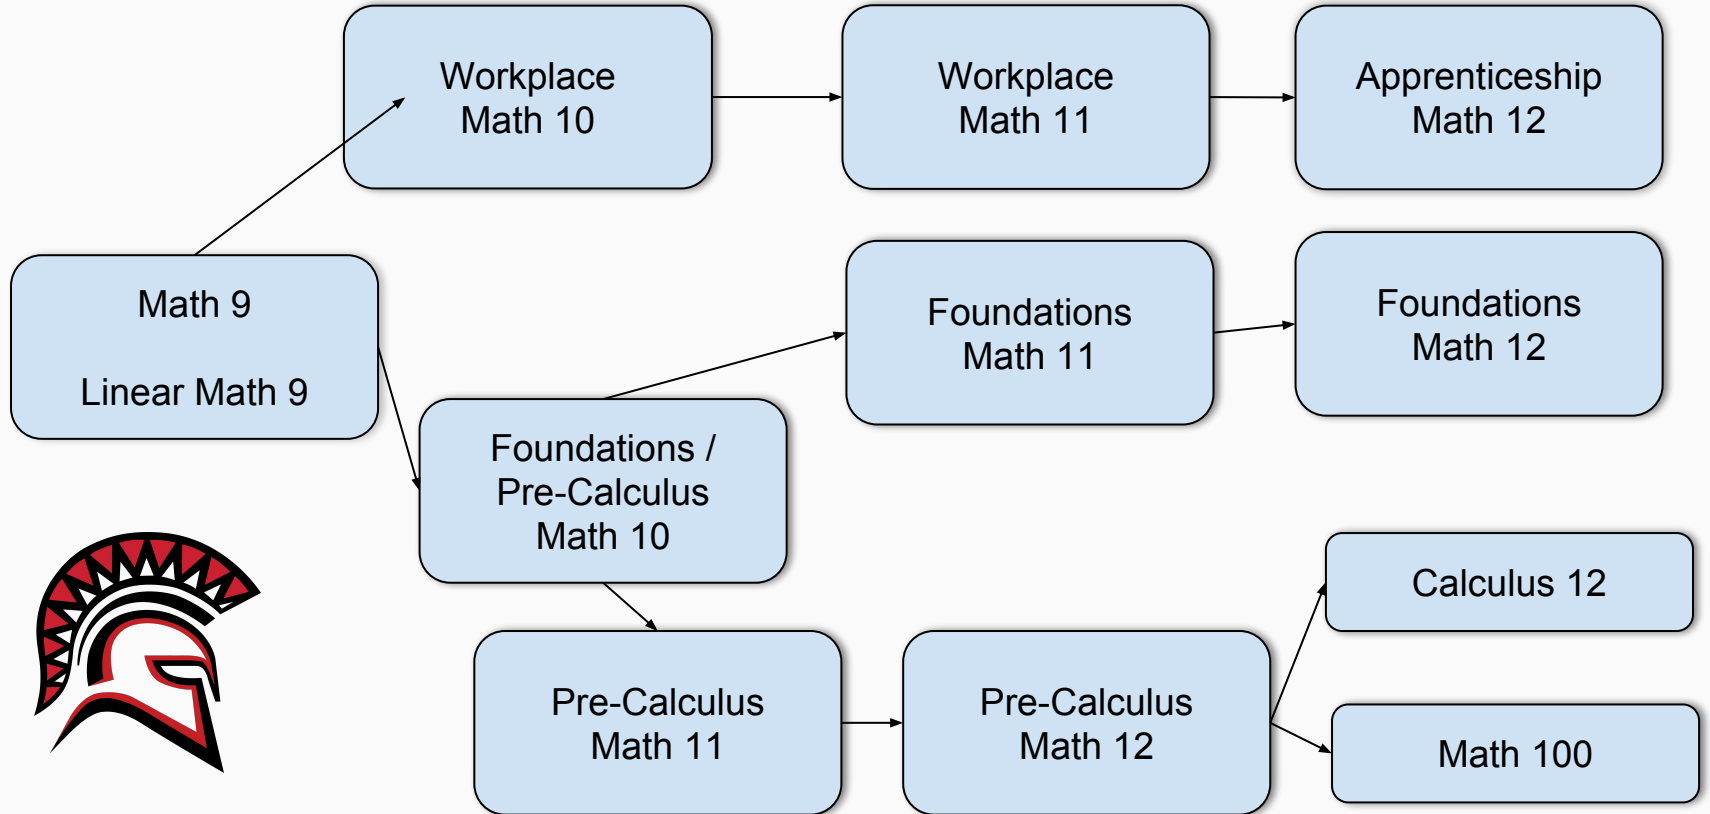 Workplace
Math 10
Workplace
Math 11
Apprenticeship
Math 12
Math 9
Linear Math 9
Foundations
Math 11
Foundations
Math 12
Foundations /
Pre-Calculus
Math 10
Calculus 12
Pre-Calculus
Math 11
Pre-Calculus
Math 12
Math 100